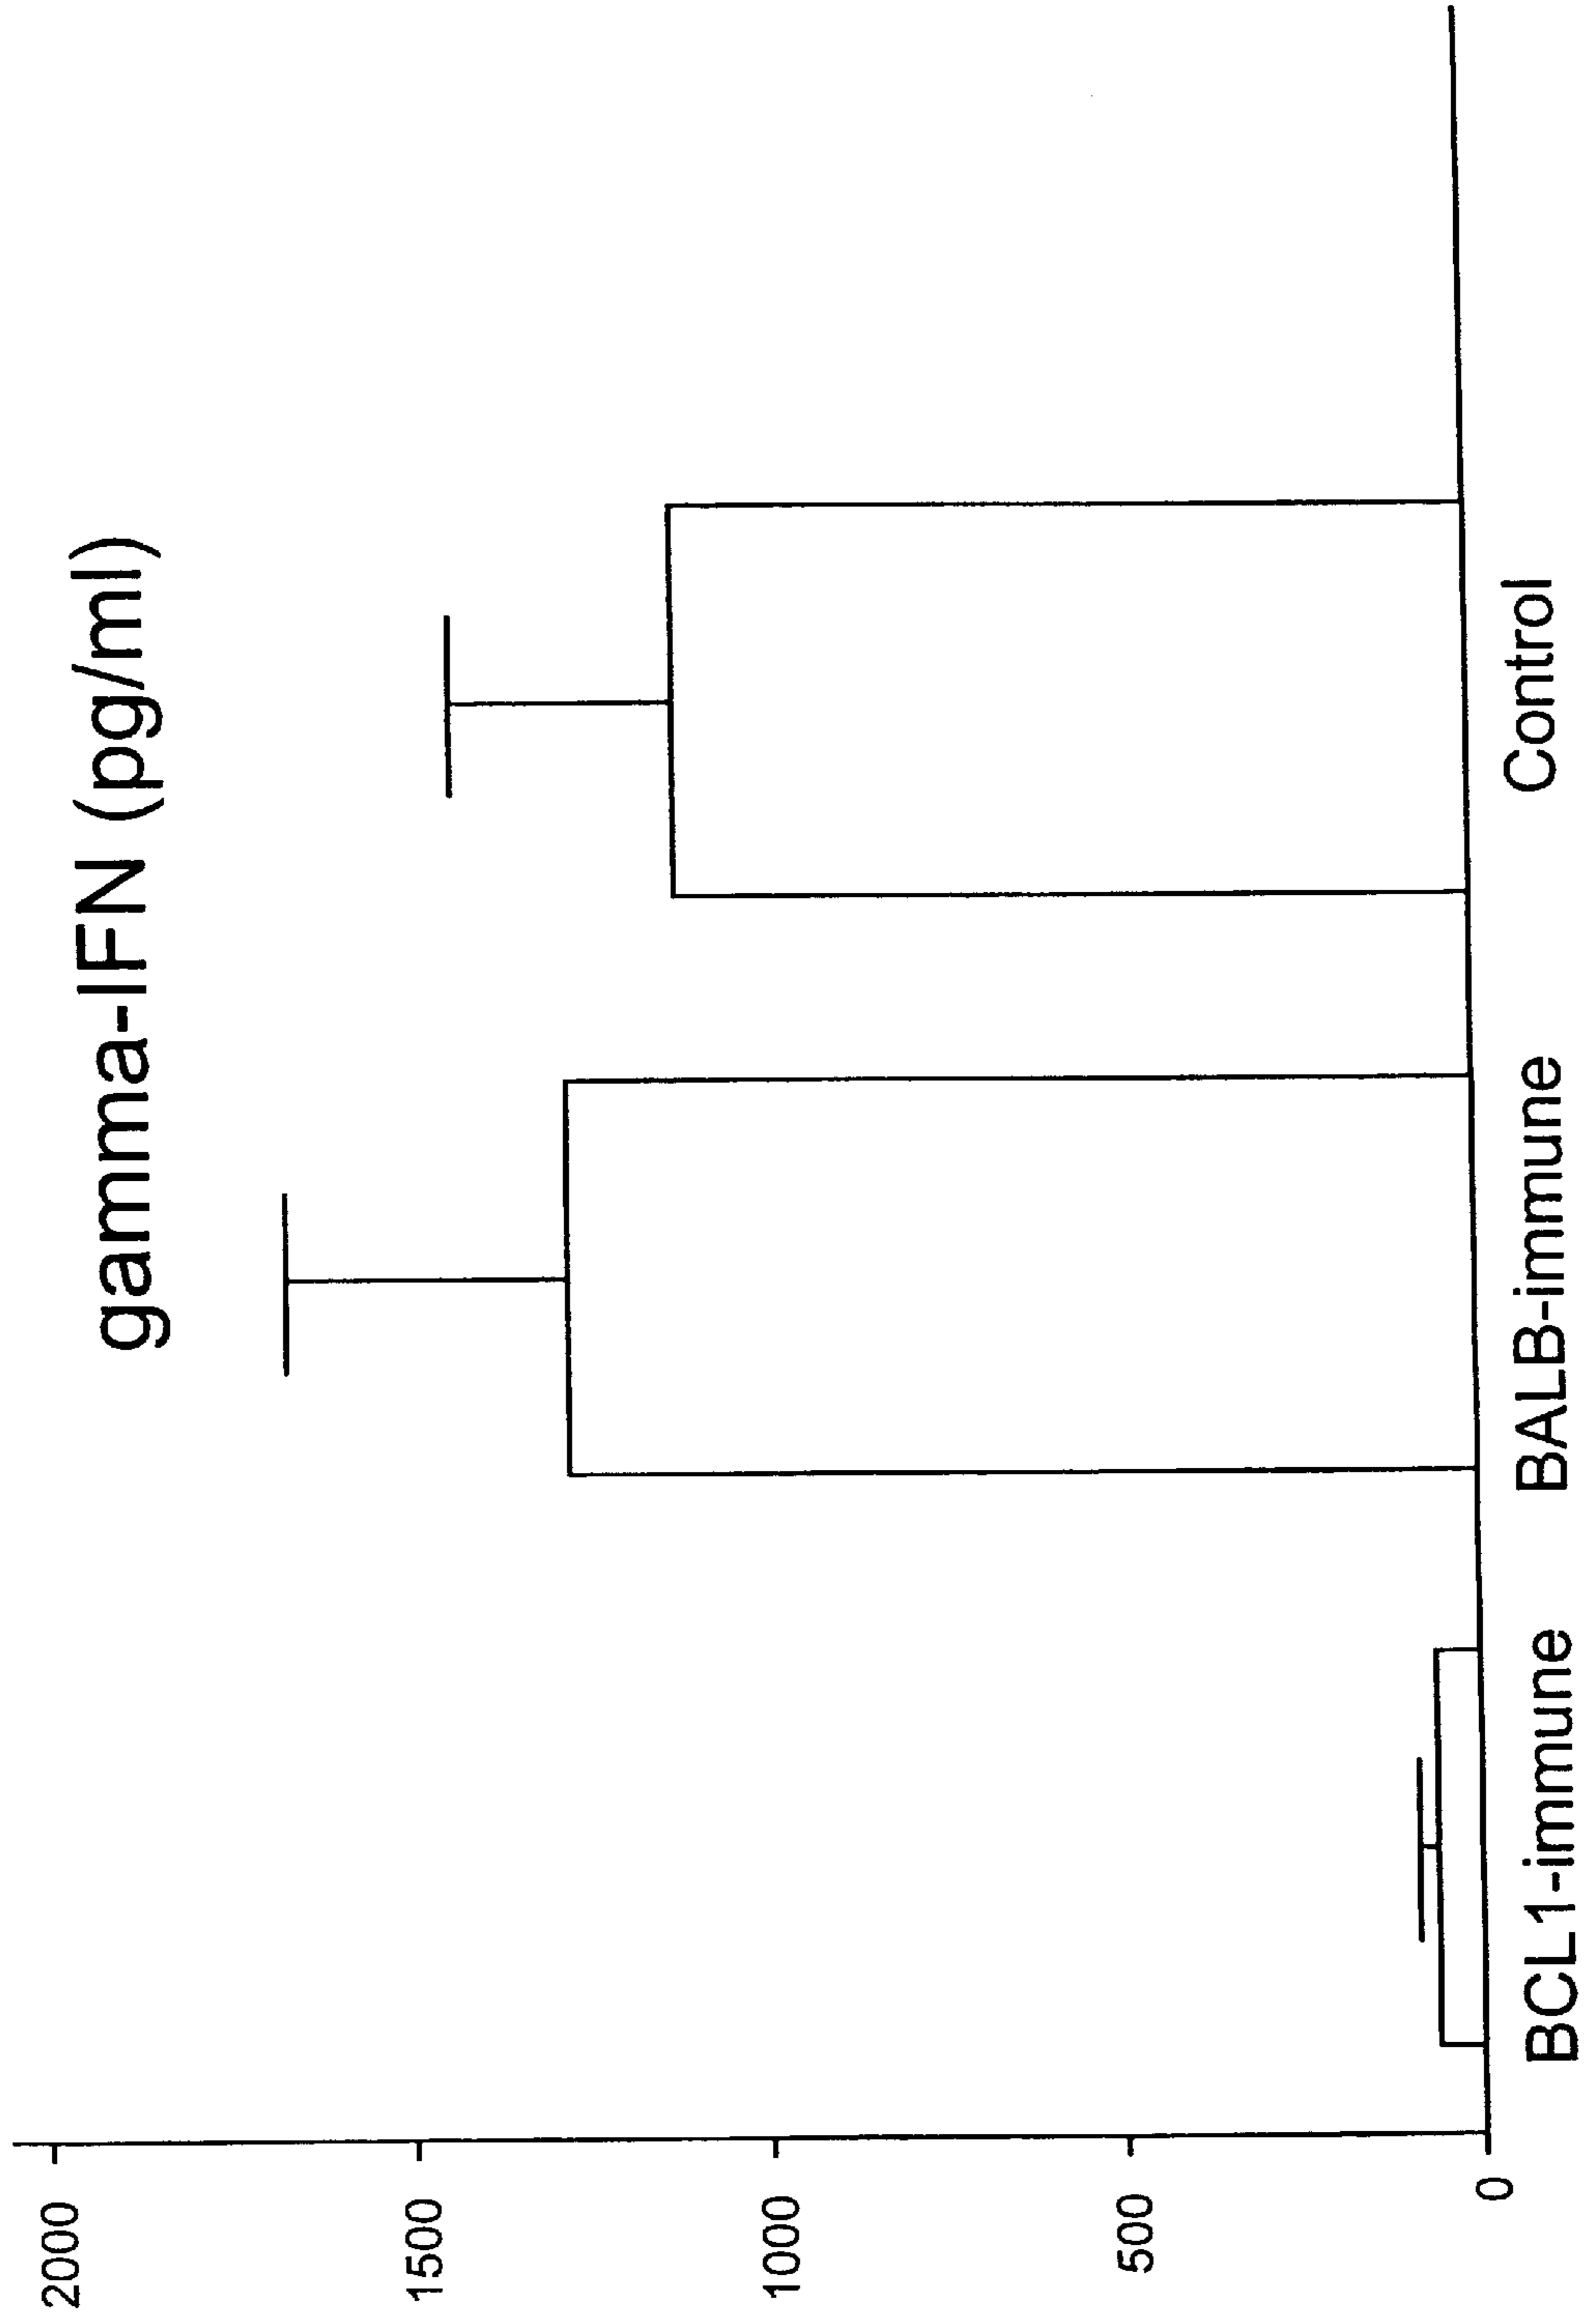 gamma-IFN (pg/ml)
2000
1500
1000
500
0
BCL1-immune
BALB-immune
Control